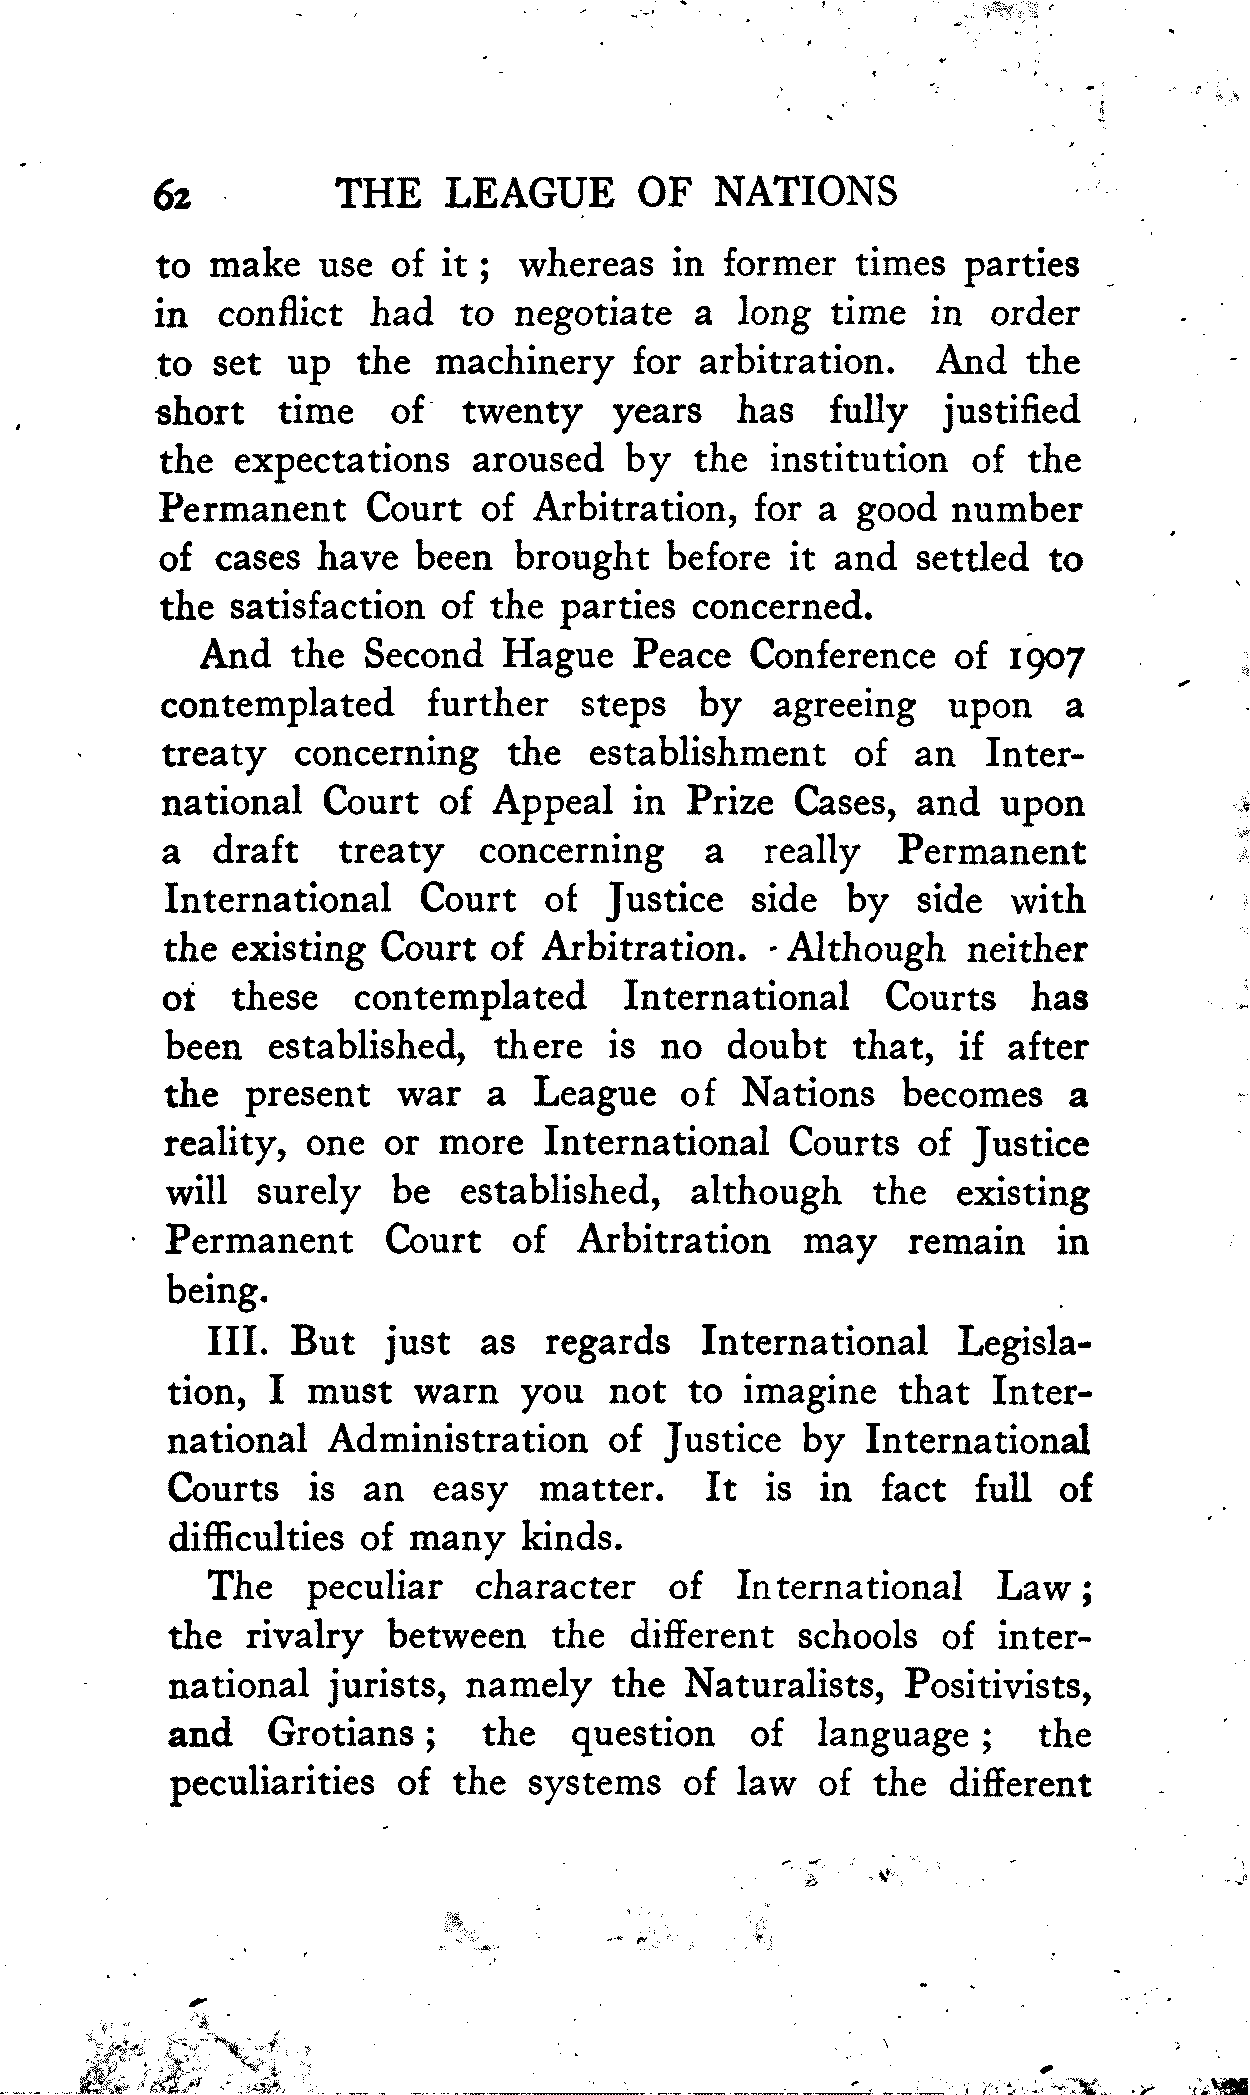 62 THE LEAGUE OF NATIONS
to make use of it ; whereas in former times parties
in conflict had to negotiate a long time in order
to set up the machinery for arbitration. And the
short time of twenty years has fully justified
the expectations aroused by the institution of the
Permanent Court of Arbitration, for a good number
of cases have been brought before it and settled to
the satisfaction of the parties concerned.
And the Second Hague Peace Conference of 1907
contemplated further steps by agreeing upon a
treaty concerning the establishment of an Inter-
national Court of Appeal in Prize Cases, and upon
a draft treaty concerning a really Permanent
International Court of Justice side by side with
the existing Court of Arbitration. Although neither
of these contemplated International Courts has
been established, there is no doubt that, if after
the present war a League of Nations becomes a
reality, one or more International Courts of Justice
will surely be established, although the existing
Permanent Court of Arbitration may remain in
being.
III. But just as regards International Legisla-
tion, I must warn you not to imagine that Inter-
national Administration of Justice by International
Courts is an easy matter. It is in fact full of
difficulties of many kinds.
The peculiar character of International Law ;
the rivalry between the different schools of inter-
national jurists, namely the Naturalists, Positivists,
and Grotians ; the question of language ; the
peculiarities of the systems of law of the different